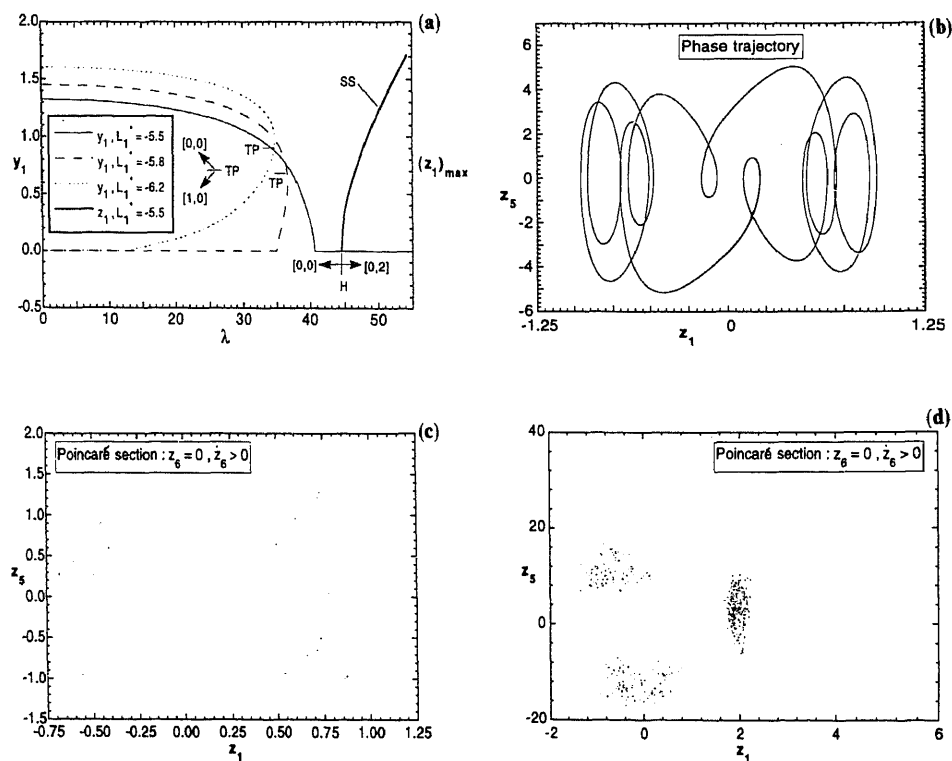 (a)
2.0
1.5
1.0
0.5
0.0
-0.5
y₁
(z₁)max
SS
y₁, L₁* = -5.5
y₁, L₁* = -5.8
y₁, L₁* = -6.2
z₁, L₁* = -5.5
[0,0]
TP
[1,0]
TP
TP
[0,0]
[0,2]
H
0 10 20 30 40 50
λ
(b)
Phase trajectory
6
4
2
0
-2
-4
-6
z₅
-1.25 0 1.25
z₁
(c)
Poincaré section : z₆ = 0 , ż₆ > 0
2.0
1.5
1.0
0.5
0.0
-0.5
-1.0
-1.5
z₅
-0.75 -0.50 -0.25 0.00 0.25 0.50 0.75 1.00 1.25
z₁
(d)
Poincaré section : z₆ = 0 , ż₆ > 0
40
20
0
-20
z₅
-2 0 2 4 6
z₁